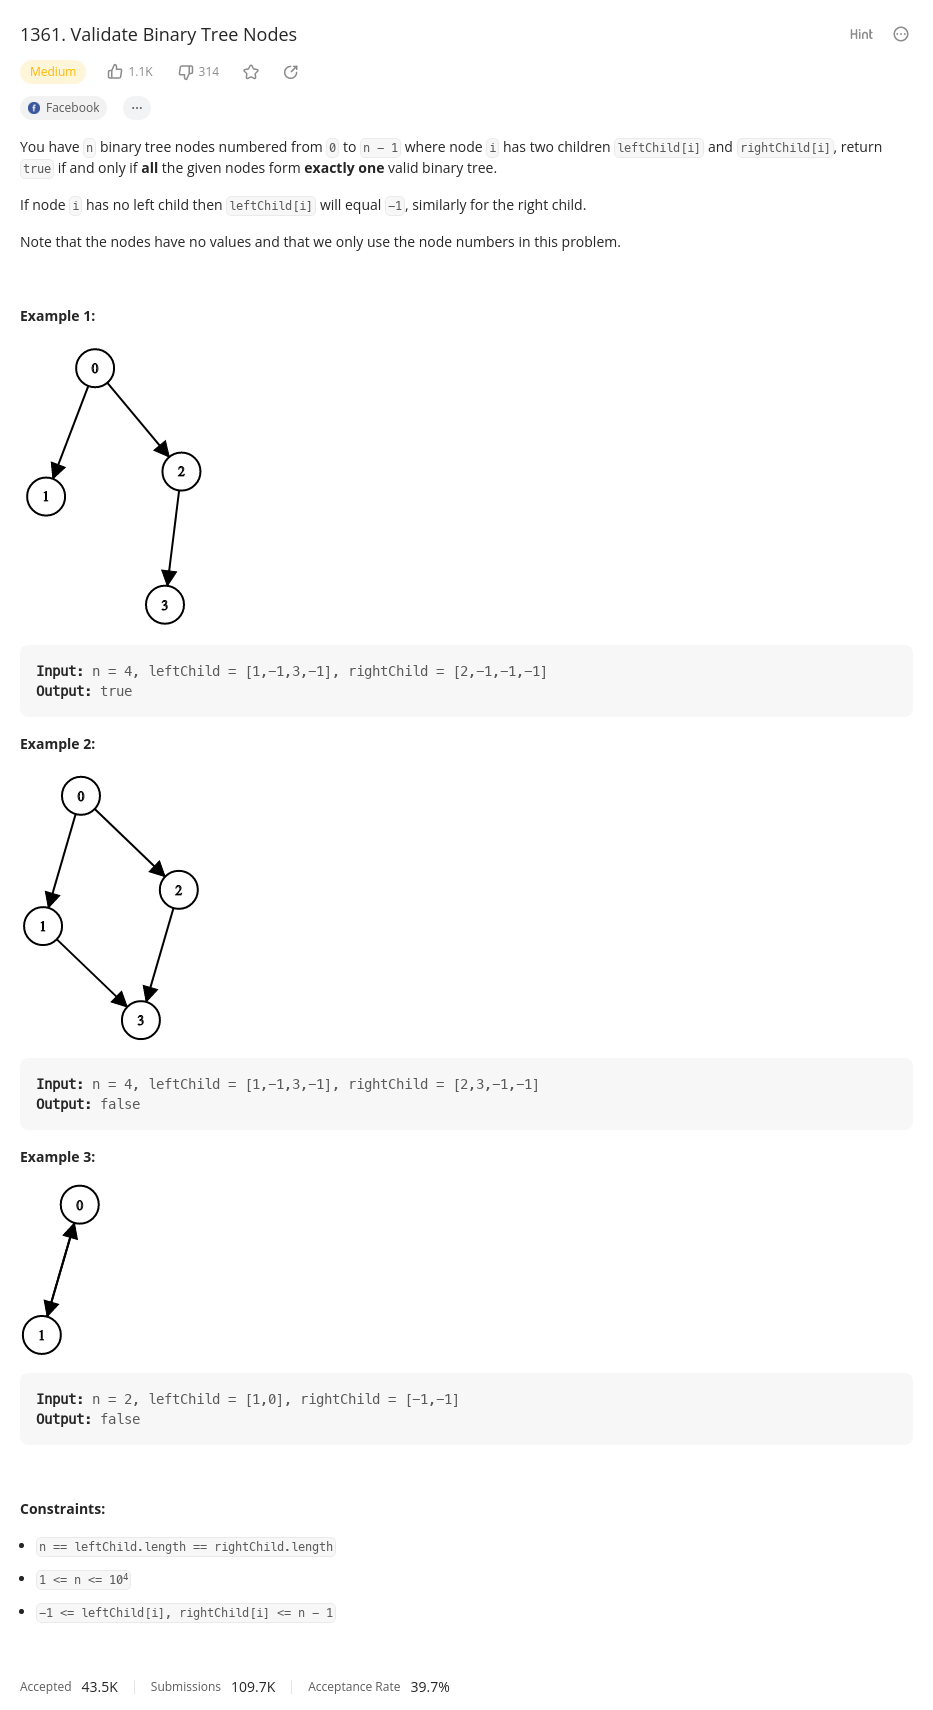 1361. Validate Binary Tree Nodes
Hint
Medium 1.1K 314
Facebook ...
You have n binary tree nodes numbered from 0 to n - 1 where node i has two children leftChild[i] and rightChild[i], return
true if and only if all the given nodes form exactly one valid binary tree.
If node i has no left child then leftChild[i] will equal -1, similarly for the right child.
Note that the nodes have no values and that we only use the node numbers in this problem.
Example 1:
0
2
1
3
Input: n = 4, leftChild = [1,-1,3,-1], rightChild = [2,-1,-1,-1]
Output: true
Example 2:
0
2
1
3
Input: n = 4, leftChild = [1,-1,3,-1], rightChild = [2,3,-1,-1]
Output: false
Example 3:
0
1
Input: n = 2, leftChild = [1,0], rightChild = [-1,-1]
Output: false
Constraints:
• n == leftChild.length == rightChild.length
• 1 <= n <= 10⁴
• -1 <= leftChild[i], rightChild[i] <= n - 1
Accepted 43.5K Submissions 109.7K Acceptance Rate 39.7%